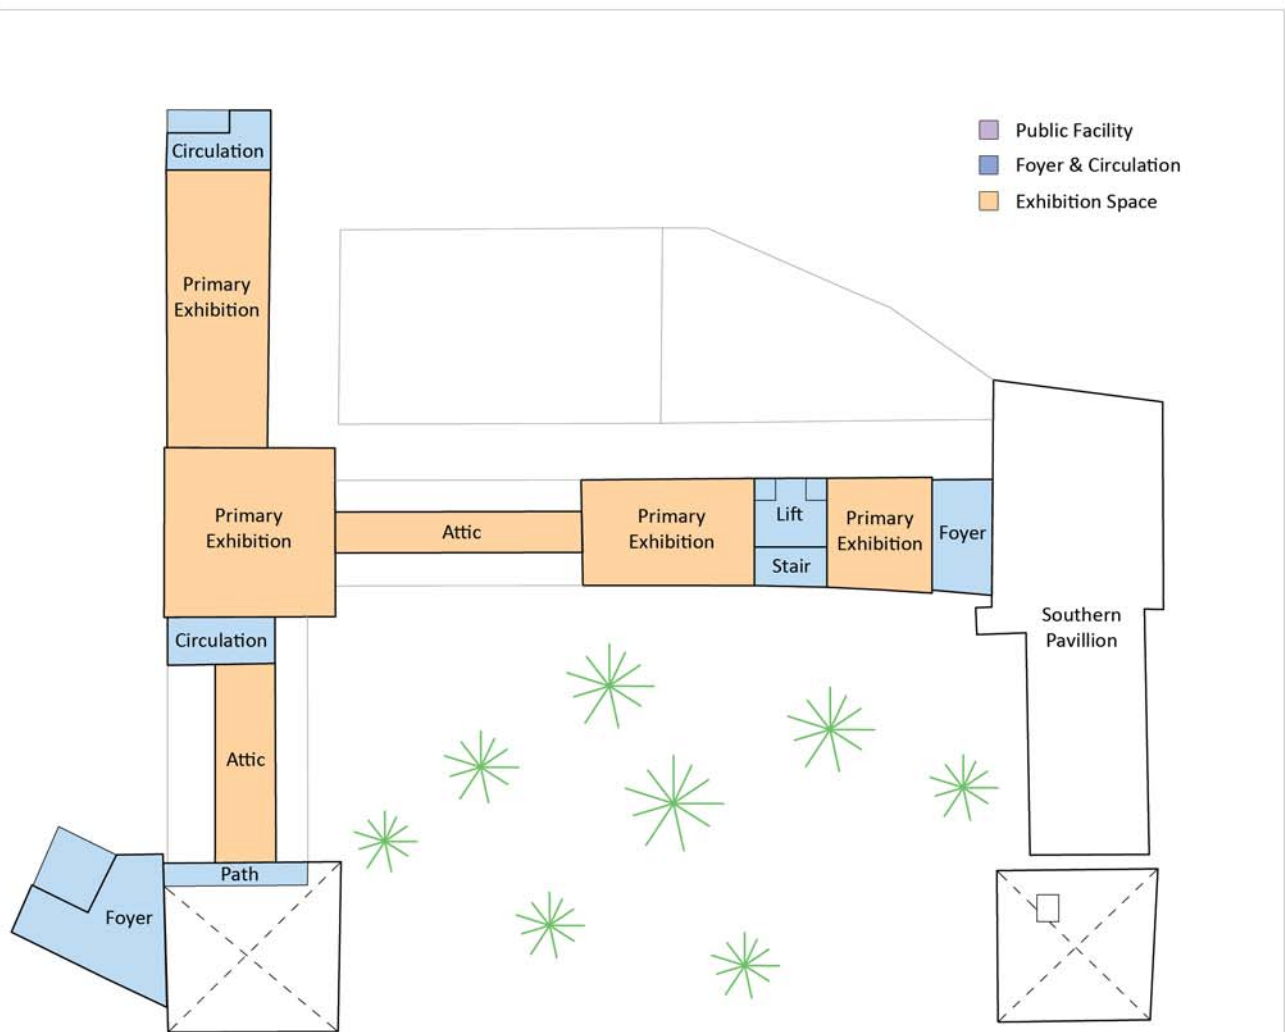 Public Facility
Foyer & Circulation
Exhibition Space
Circulation
Primary
Exhibition
Primary
Exhibition
Attic
Primary
Exhibition
Lift
Stair
Primary
Exhibition
Foyer
Southern
Pavillion
Circulation
Attic
Path
Foyer